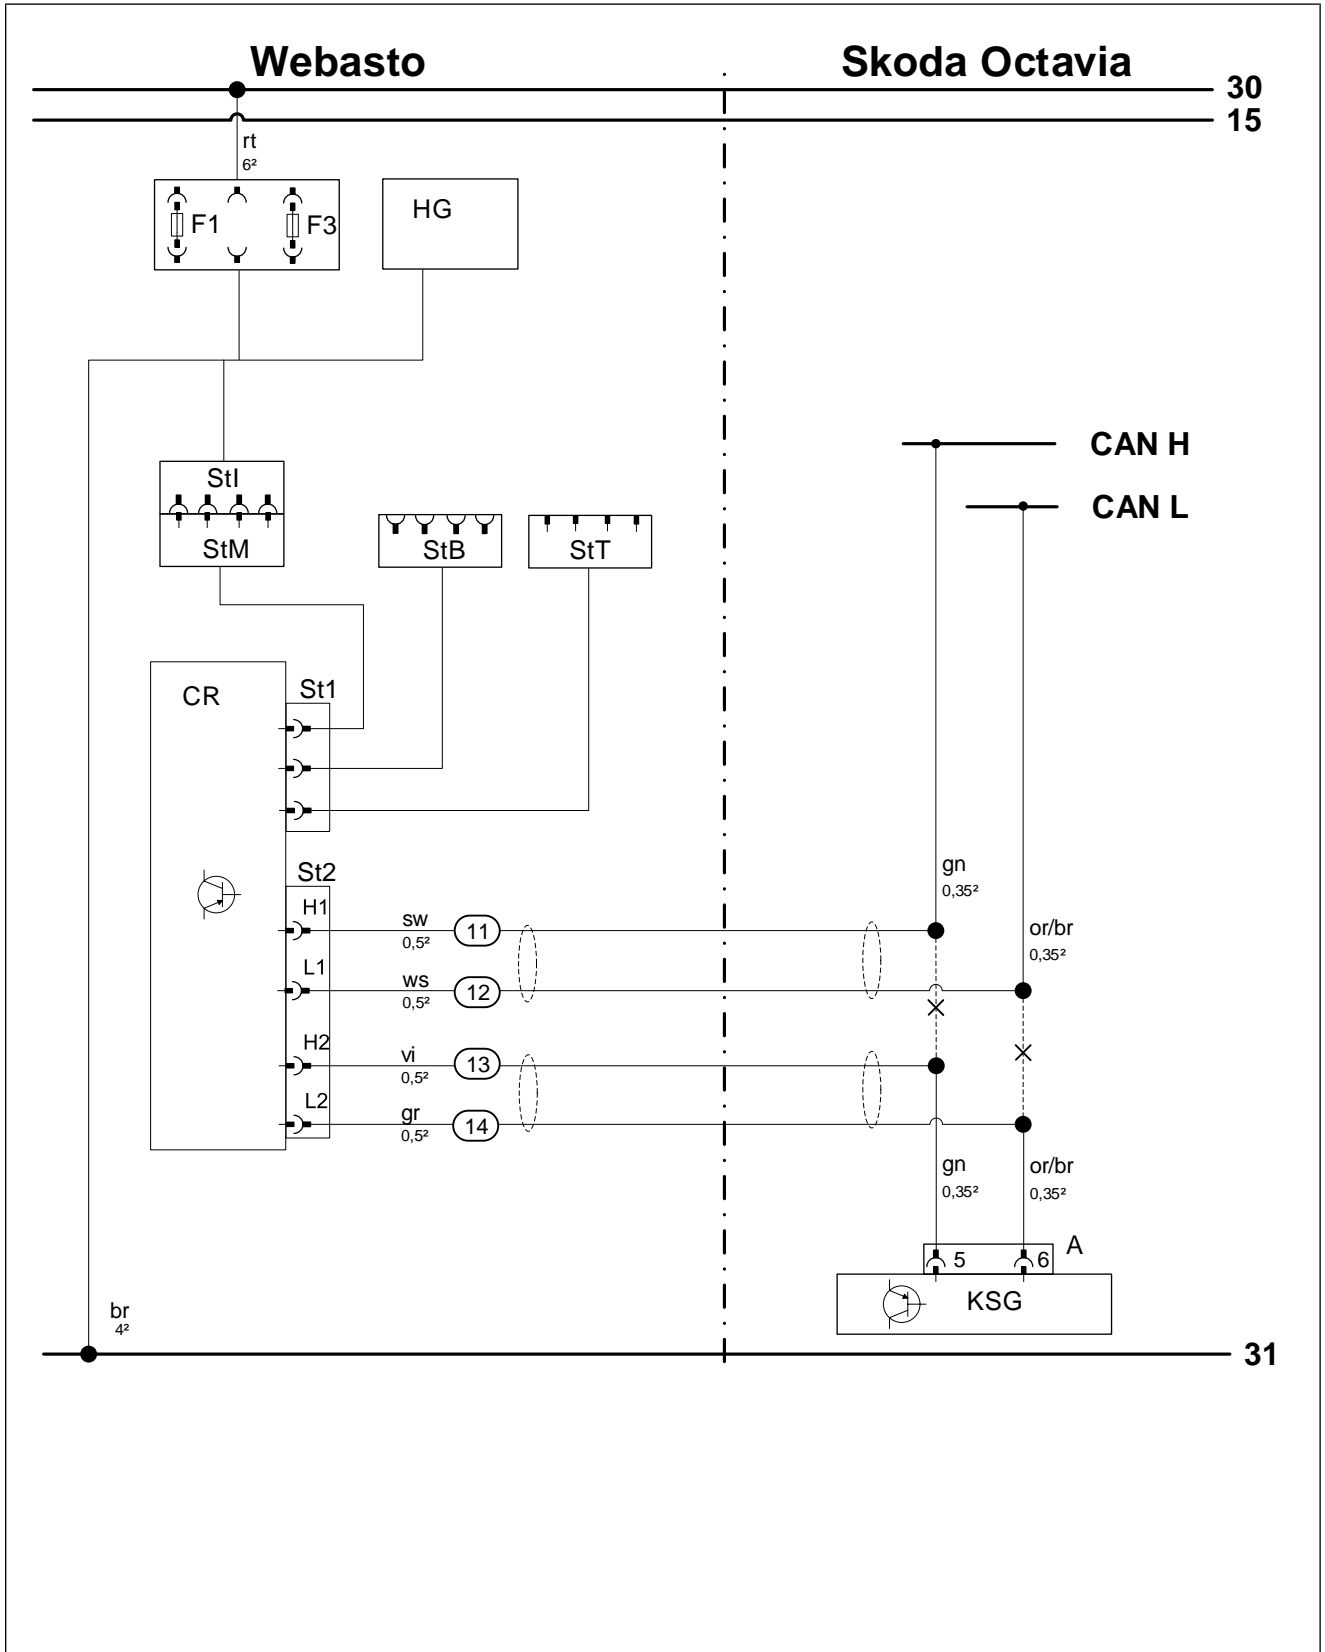 Webasto
Skoda Octavia
30
15
rt
6²
F1
F3
HG
CAN H
CAN L
StI
StM
StB
StT
CR
St1
St2
H1
sw
0,5²
11
L1
ws
0,5²
12
H2
vi
0,5²
13
L2
gr
0,5²
14
gn
0,35²
or/br
0,35²
gn
0,35²
or/br
0,35²
A
5
6
KSG
br
4²
31